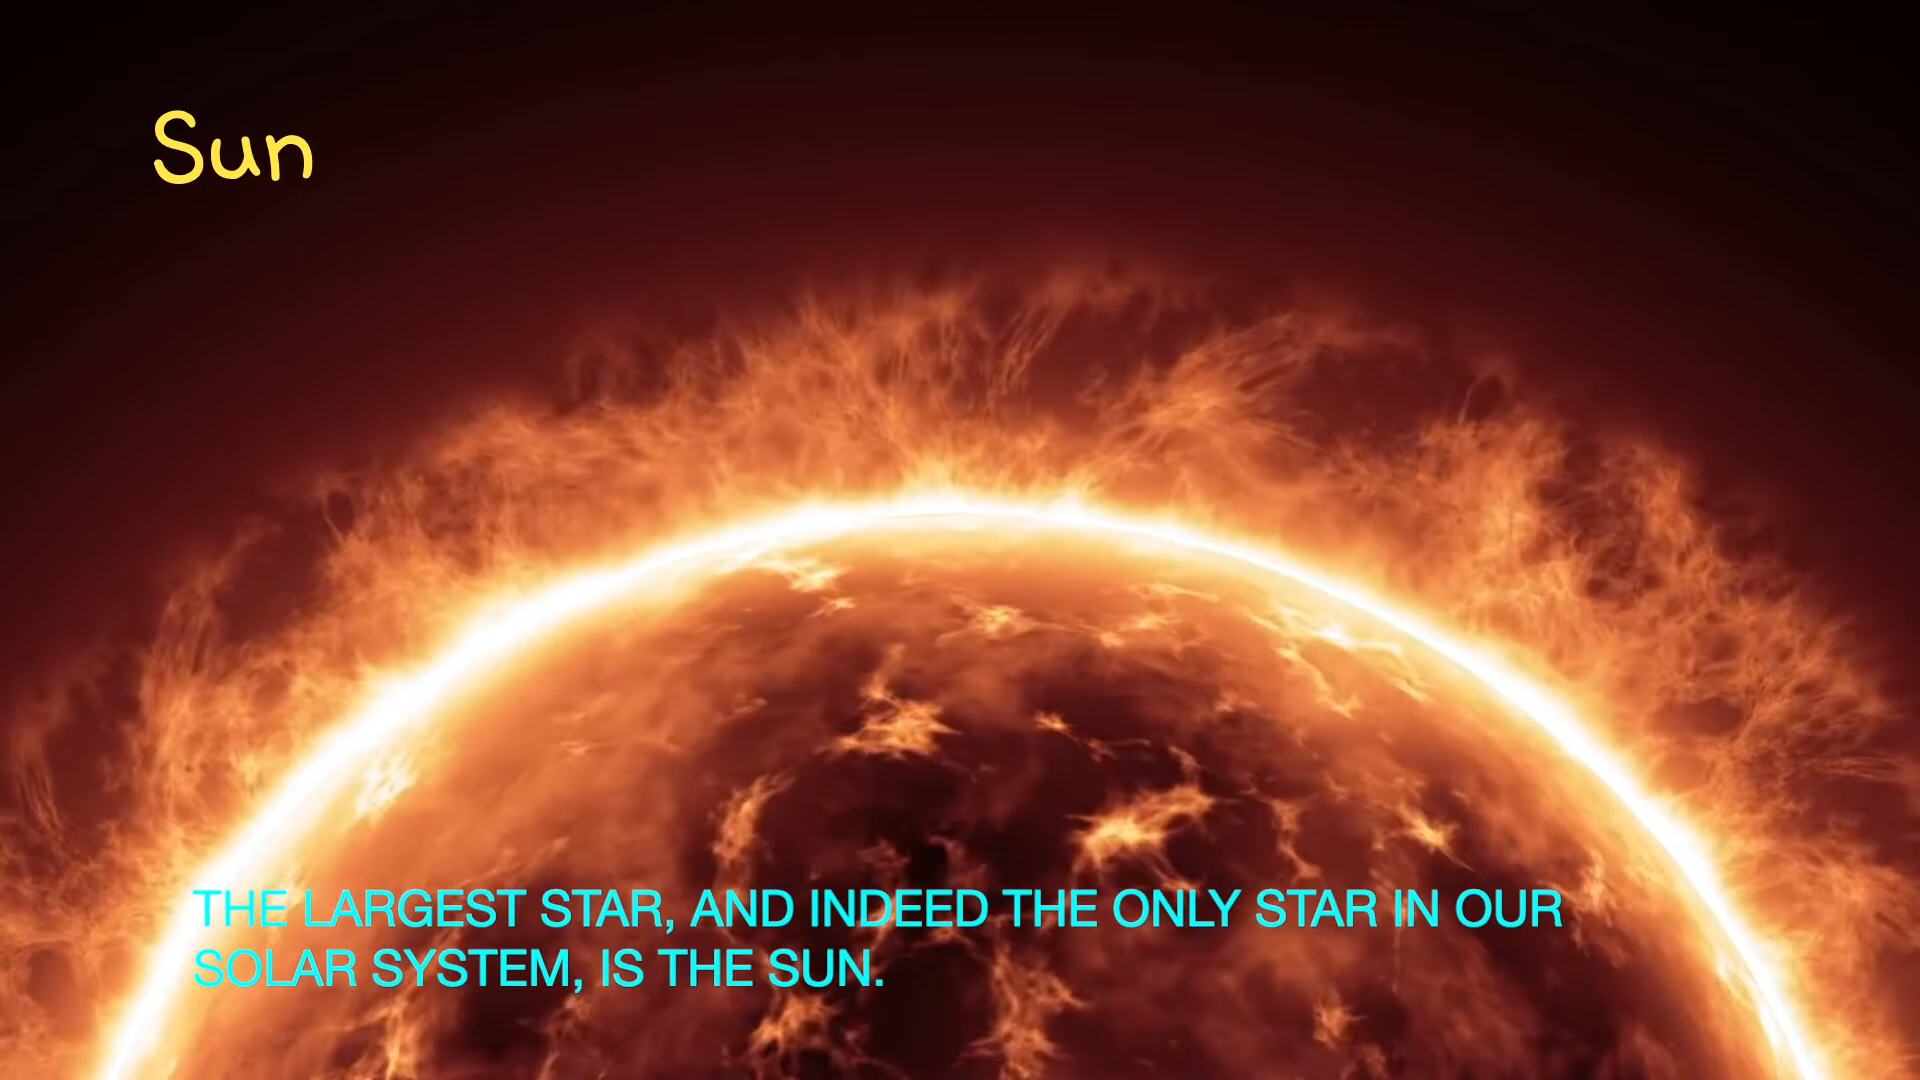 Sun
THE LARGEST STAR, AND INDEED THE ONLY STAR IN OUR
SOLAR SYSTEM, IS THE SUN.